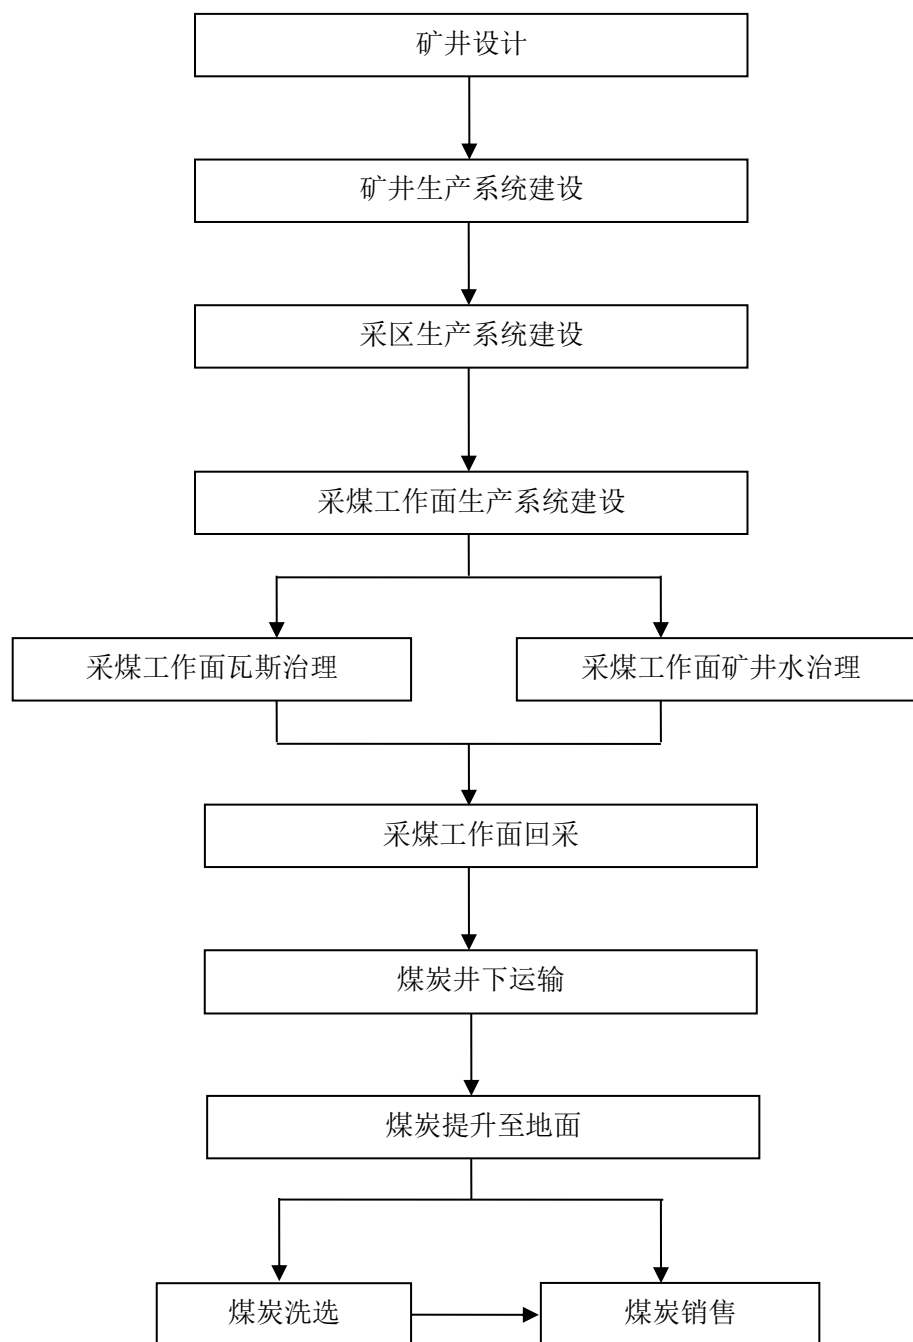 矿井设计
矿井生产系统建设
采区生产系统建设
采煤工作面生产系统建设
采煤工作面瓦斯治理
采煤工作面矿井水治理
采煤工作面回采
煤炭井下运输
煤炭提升至地面
煤炭洗选
煤炭销售